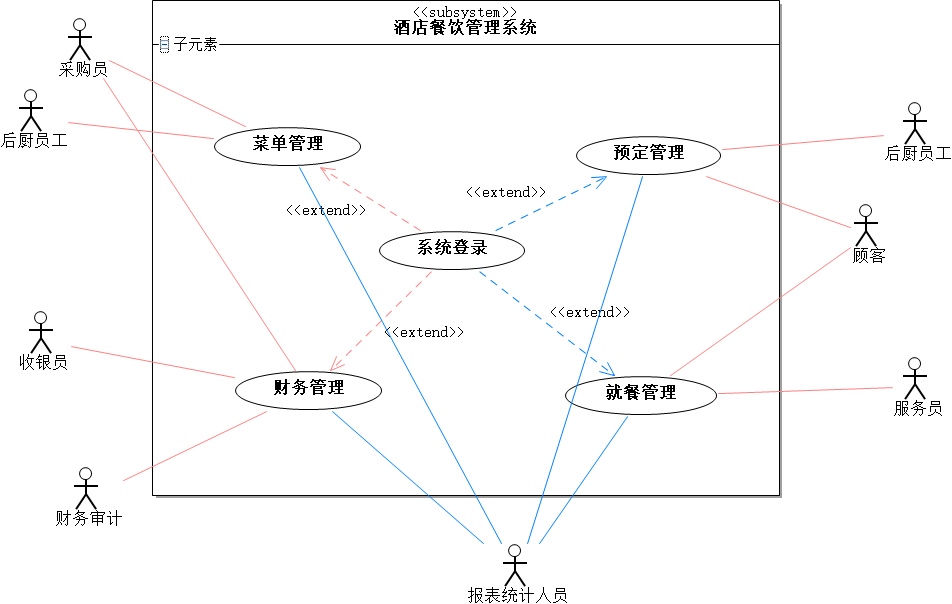 <<subsystem>>
酒店餐饮管理系统
子元素
采购员
后厨员工
菜单管理
预定管理
后厨员工
<<extend>>
<<extend>>
系统登录
顾客
<<extend>>
<<extend>>
收银员
财务管理
就餐管理
服务员
财务审计
报表统计人员